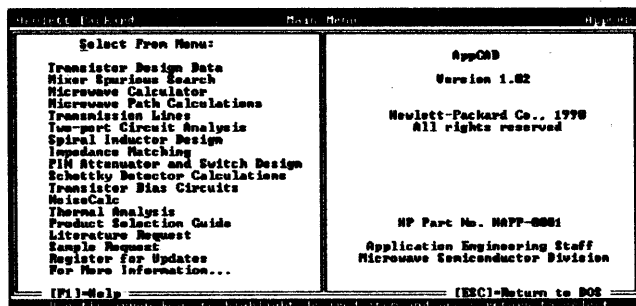 Hewlett Packard Main Menu AppCAD
Select From Menu:
Transistor Design Data
Mixer Spurious Search
Microwave Calculator
Microwave Path Calculations
Transmission Lines
Two-port Circuit Analysis
Spiral Inductor Design
Impedance Matching
PIN Attenuator and Switch Design
Schottky Detector Calculations
Transistor Bias Circuits
NoiseCalc
Thermal Analysis
Product Selection Guide
Literature Request
Sample Request
Register for Updates
For More Information...
[F1]=Help
AppCAD
Version 1.02
Hewlett-Packard Co., 1990
All rights reserved
HP Part No. HAPP-0001
Application Engineering Staff
Microwave Semiconductor Division
[ESC]=Return to DOS